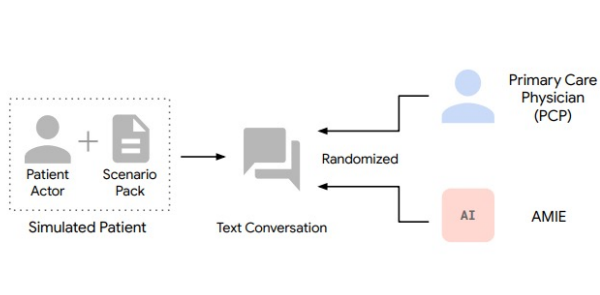 Patient
Actor
Scenario
Pack
Simulated Patient
Text Conversation
Randomized
Primary Care
Physician
(PCP)
AI
AMIE